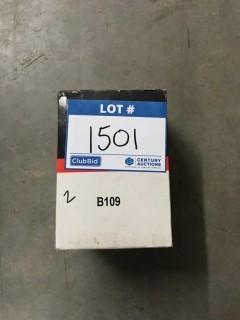 LOT #
1501
ClubBid
CENTURY
AUCTIONS
2
B109